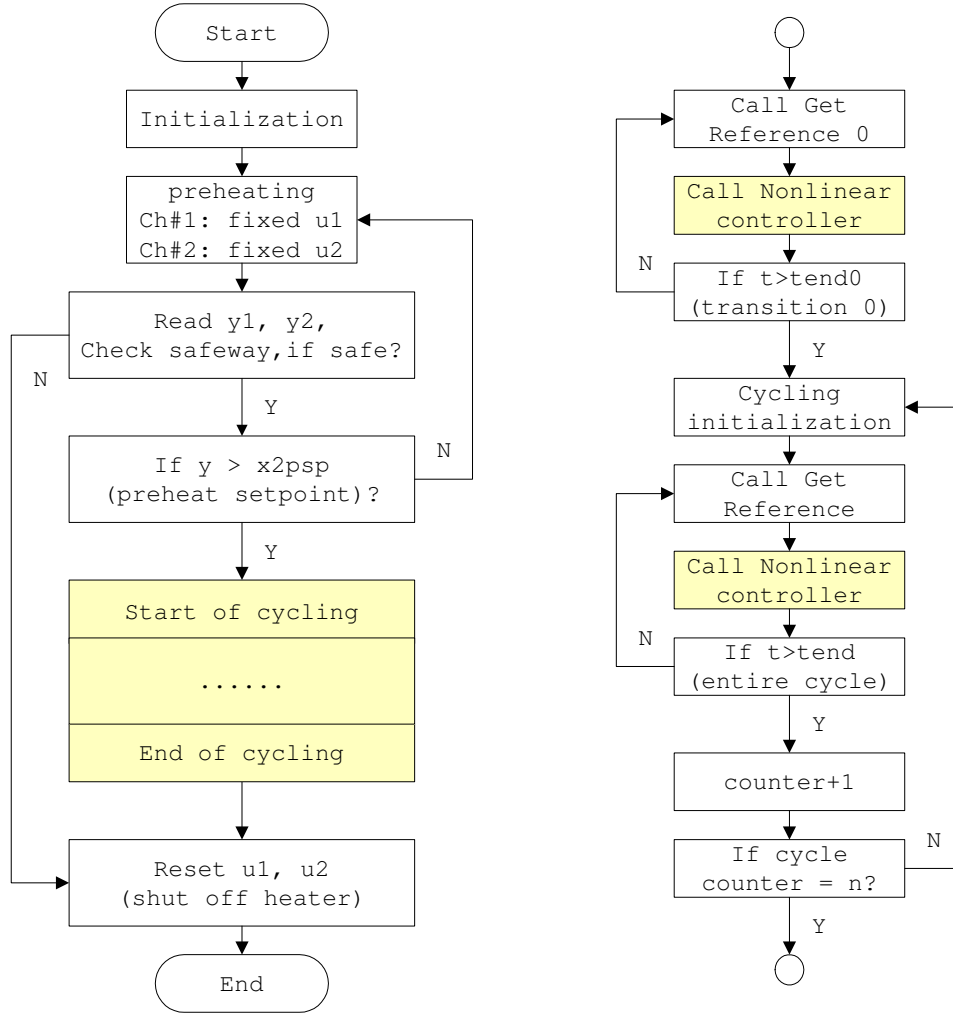 Start
Initialization
preheating
Ch#1: fixed u1
Ch#2: fixed u2
Read y1, y2,
Check safeway,if safe?
N
Y
If y > x2psp
(preheat setpoint)?
N
Y
Start of cycling
......
End of cycling
Reset u1, u2
(shut off heater)
End
Call Get
Reference 0
Call Nonlinear
controller
N
If t>tend0
(transition 0)
Y
Cycling
initialization
Call Get
Reference
Call Nonlinear
controller
N
If t>tend
(entire cycle)
Y
counter+1
If cycle
counter = n?
N
Y